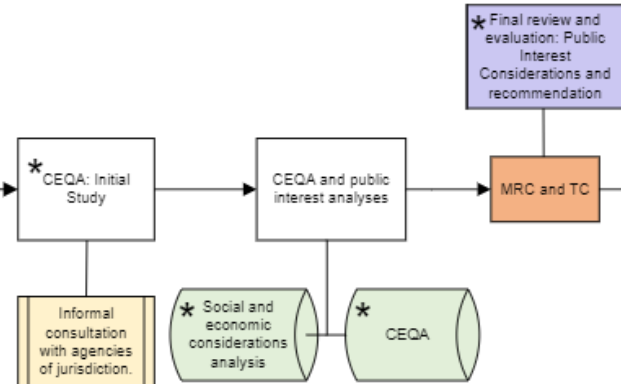 * Final review and
evaluation: Public
Interest
Considerations and
recommendation
* CEQA: Initial
Study
CEQA and public
interest analyses
MRC and TC
Informal
consultation
with agencies
of jurisdiction.
* Social and
economic
considerations
analysis
* CEQA